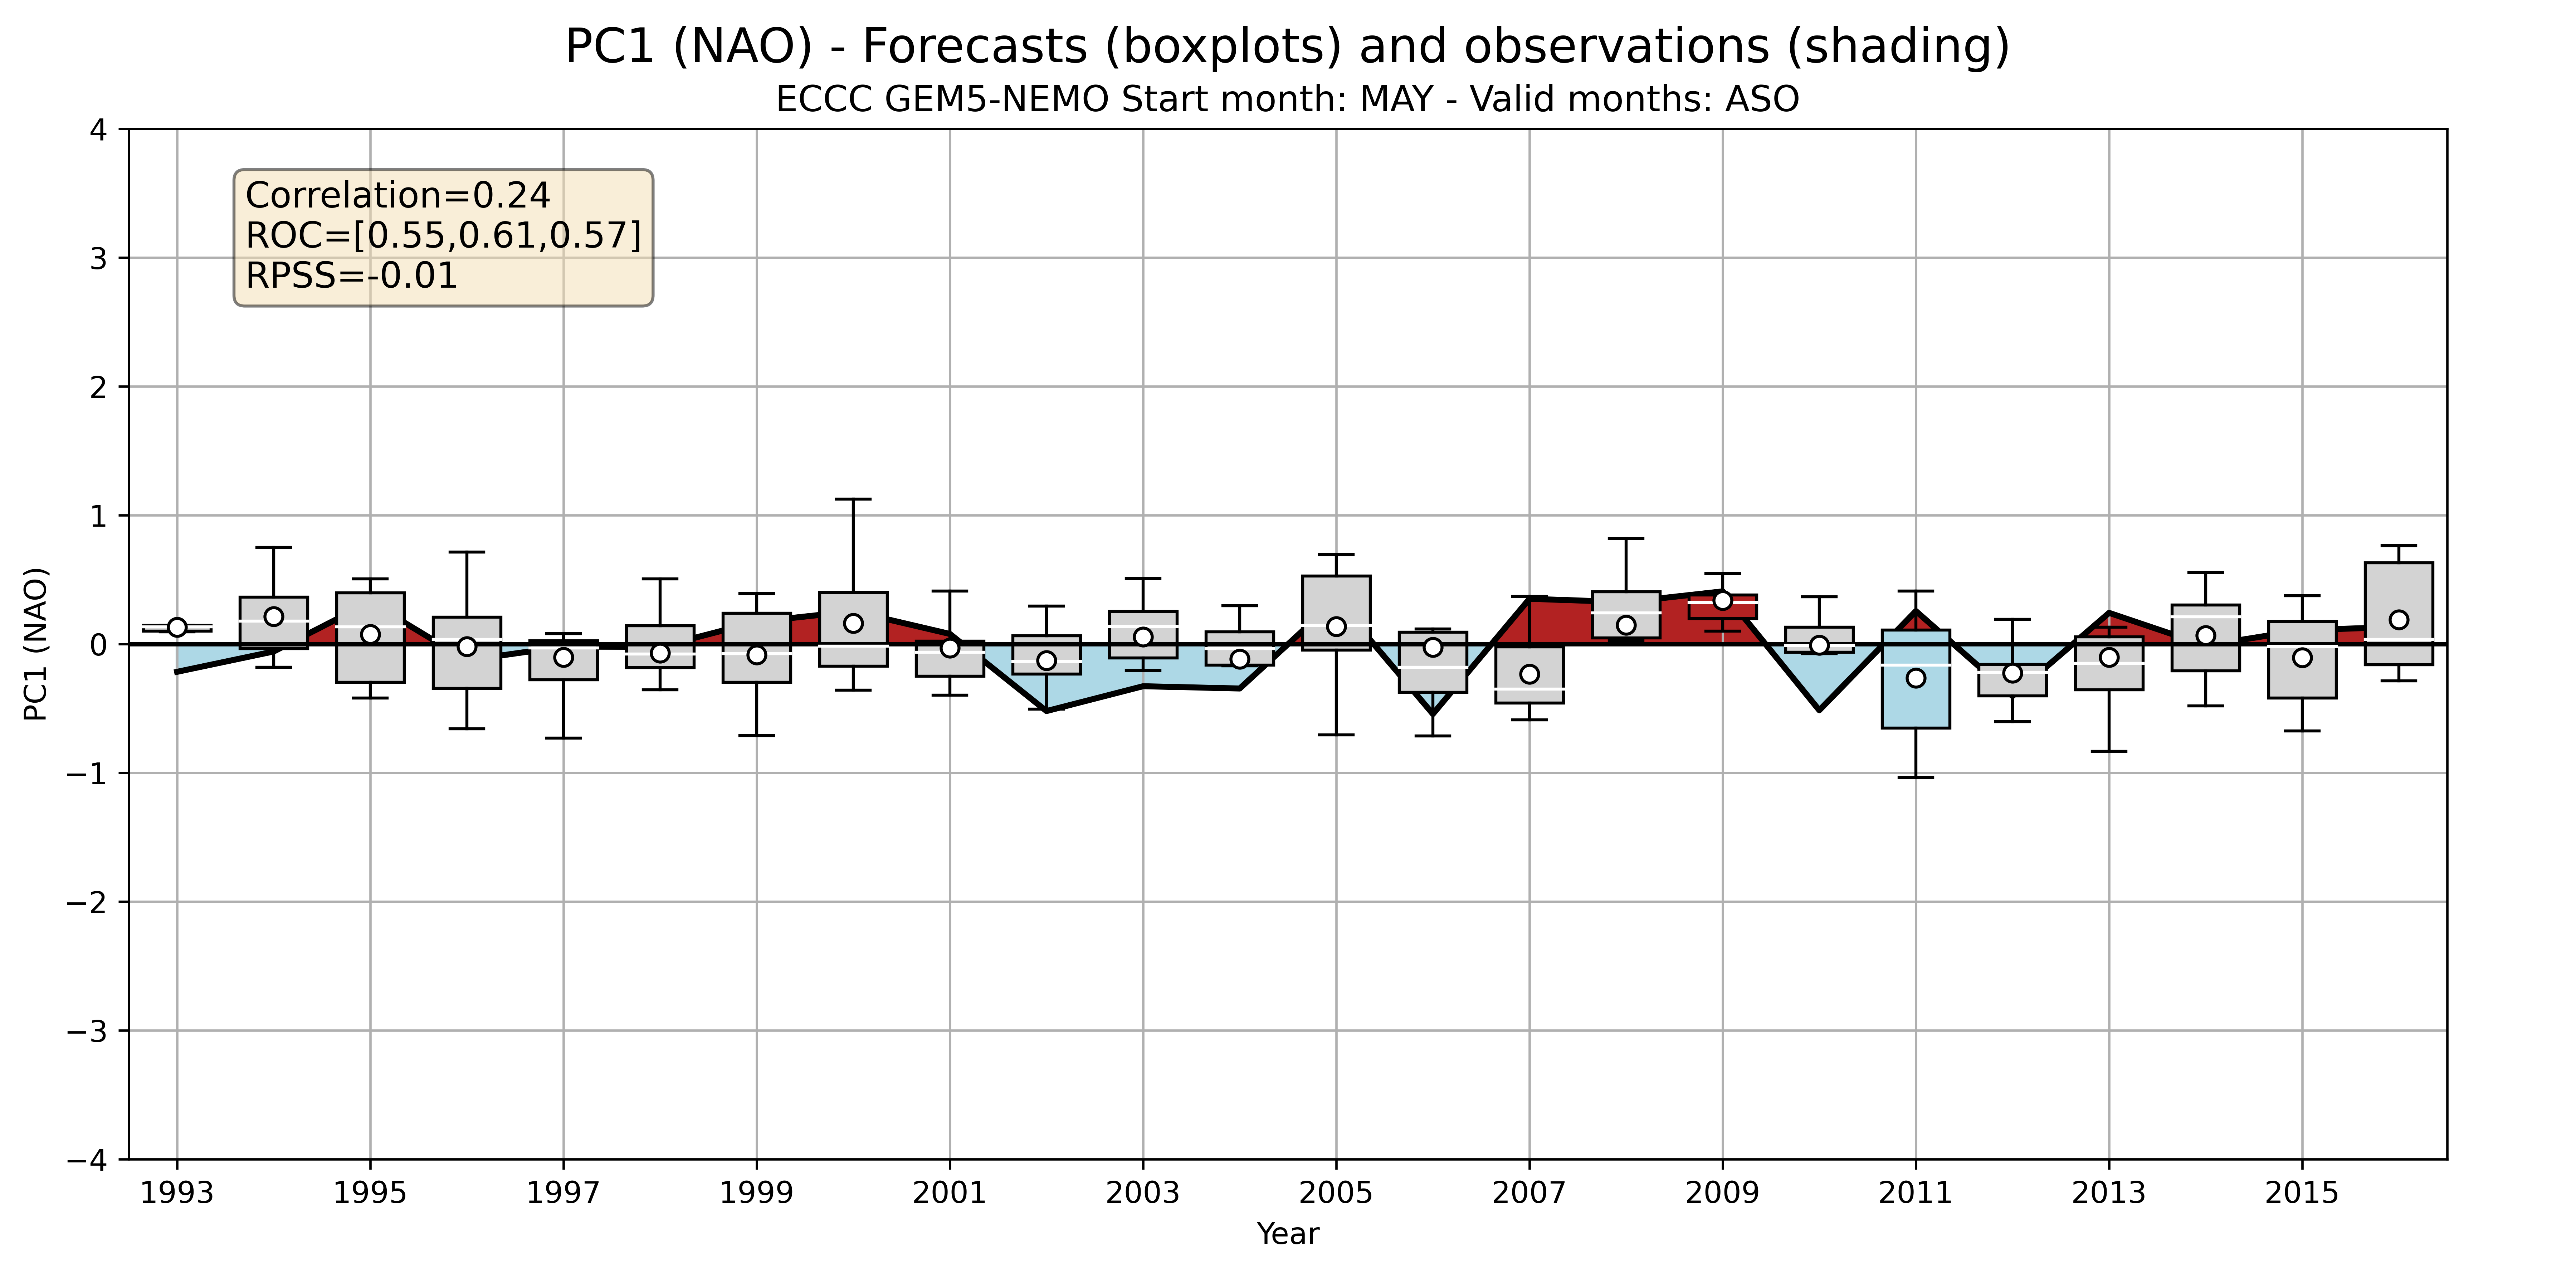 PC1 (NAO) - Forecasts (boxplots) and observations (shading)
ECCC GEM5-NEMO Start month: MAY - Valid months: ASO
Correlation=0.24
ROC=[0.55,0.61,0.57]
RPSS=-0.01
PC1 (NAO)
4
3
2
1
0
−1
−2
−3
−4
1993 1995 1997 1999 2001 2003 2005 2007 2009 2011 2013 2015
Year